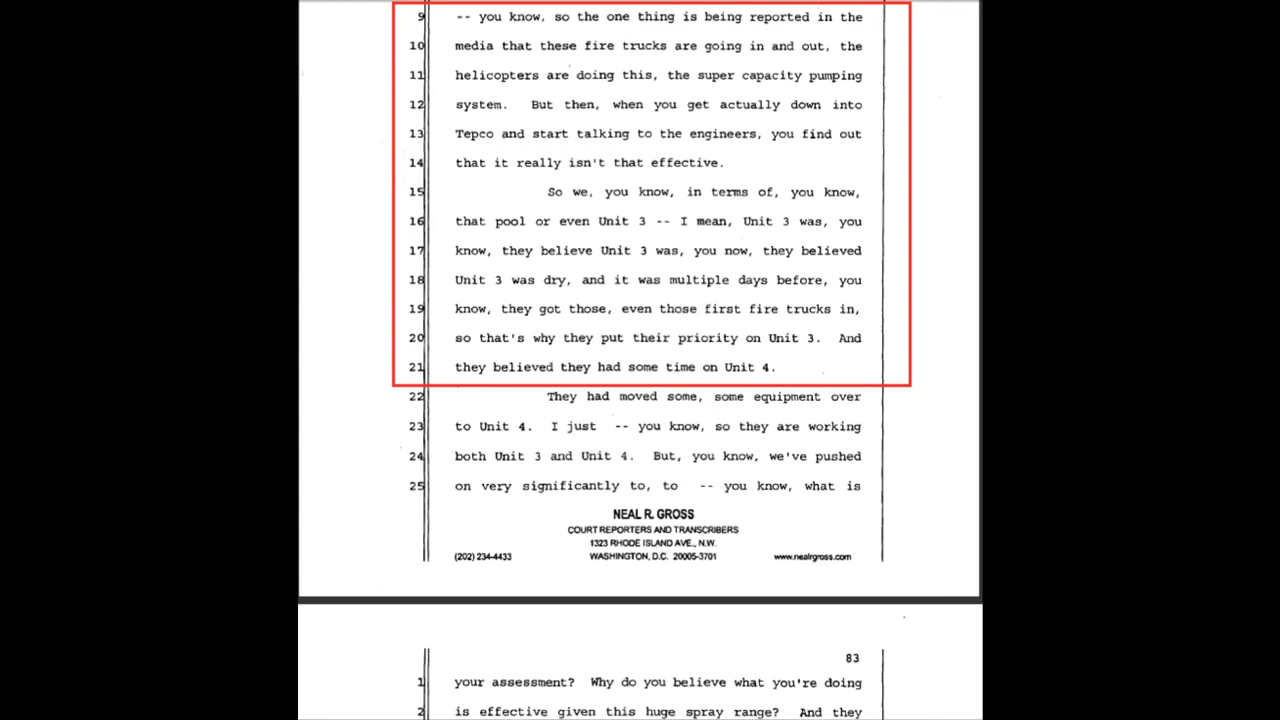 9 -- you know, so the one thing is being reported in the
10 media that these fire trucks are going in and out, the
11 helicopters are doing this, the super capacity pumping
12 system. But then, when you get actually down into
13 Tepco and start talking to the engineers, you find out
14 that it really isn't that effective.
15 So we, you know, in terms of, you know,
16 that pool or even Unit 3 -- I mean, Unit 3 was, you
17 know, they believe Unit 3 was, you now, they believed
18 Unit 3 was dry, and it was multiple days before, you
19 know, they got those, even those first fire trucks in,
20 so that's why they put their priority on Unit 3. And
21 they believed they had some time on Unit 4.
22 They had moved some, some equipment over
23 to Unit 4. I just -- you know, so they are working
24 both Unit 3 and Unit 4. But, you know, we've pushed
25 on very significantly to, to -- you know, what is
NEAL R. GROSS
COURT REPORTERS AND TRANSCRIBERS
1323 RHODE ISLAND AVE., N.W.
(202) 234-4433 WASHINGTON, D.C. 20005-3701 www.nealrgross.com
83
1 your assessment? Why do you believe what you're doing
2 is effective given this huge spray range? And they